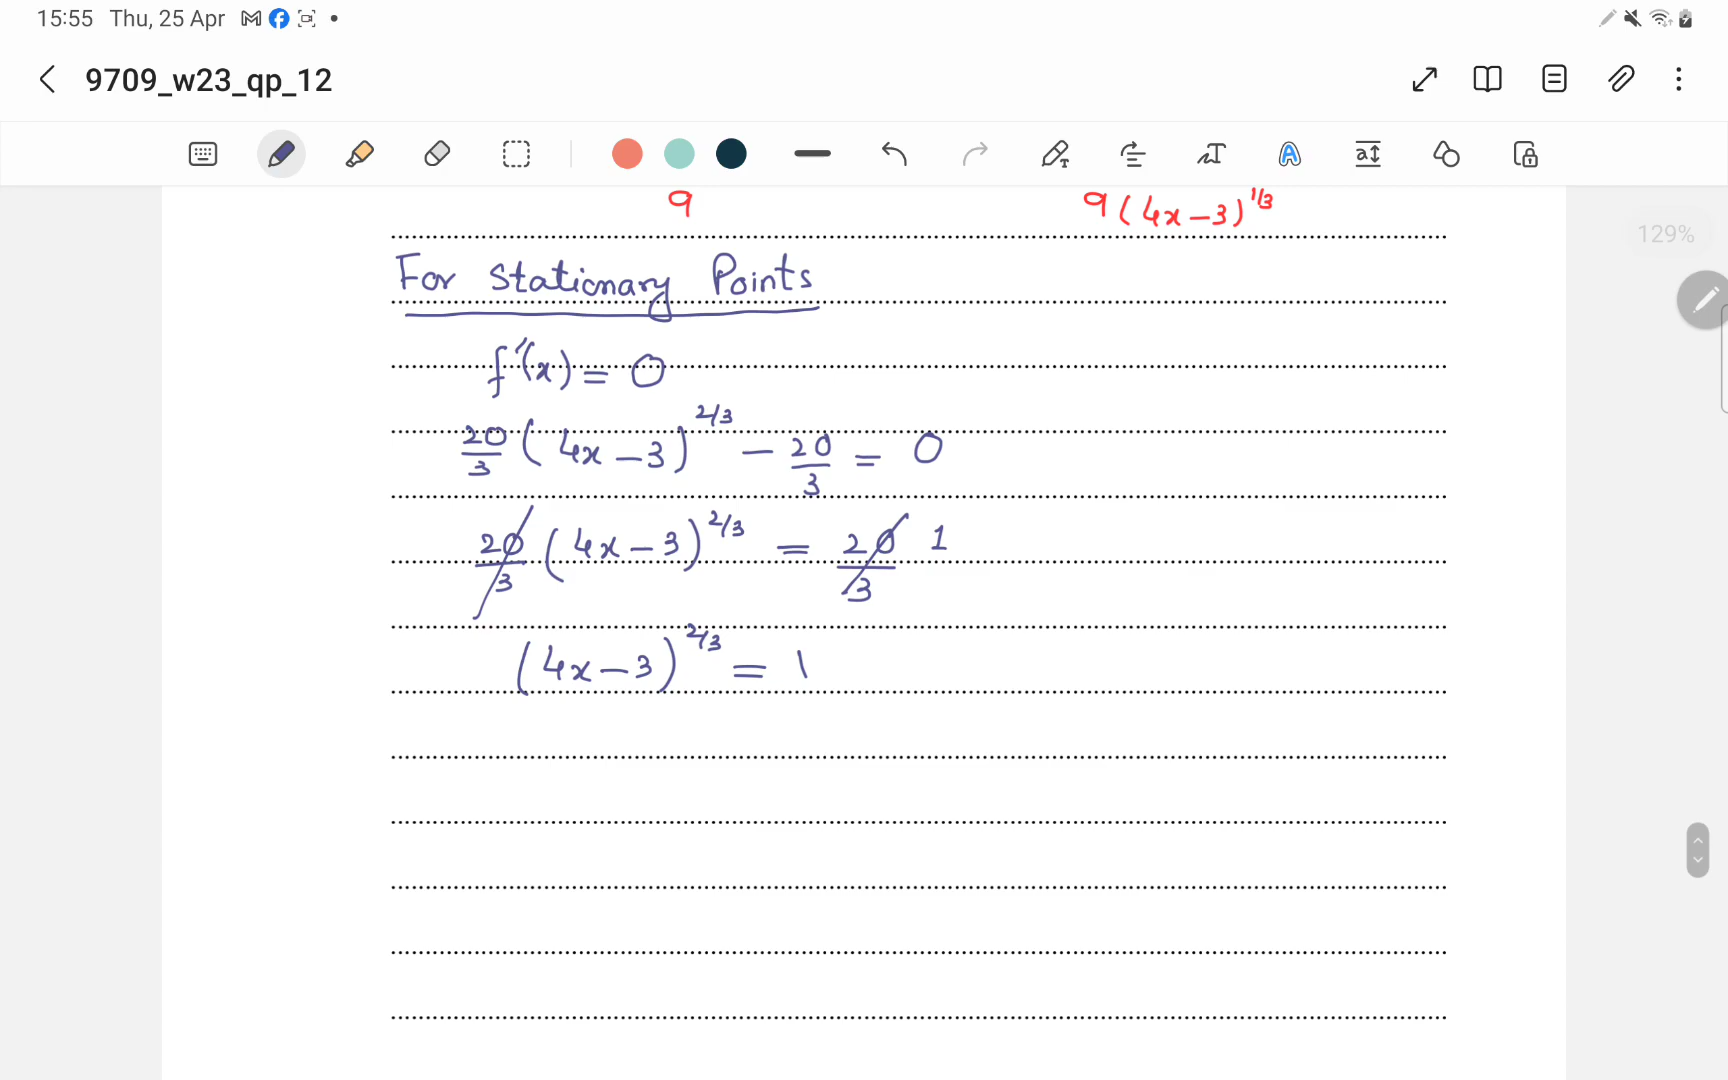 15:55 Thu, 25 Apr
9709_w23_qp_12
9 9(4x-3)^1/3
129%
For Stationary Points
f'(x) = 0
20/3 (4x-3)^2/3 - 20/3 = 0
20/3 (4x-3)^2/3 = 20/3 1
(4x-3)^2/3 = 1